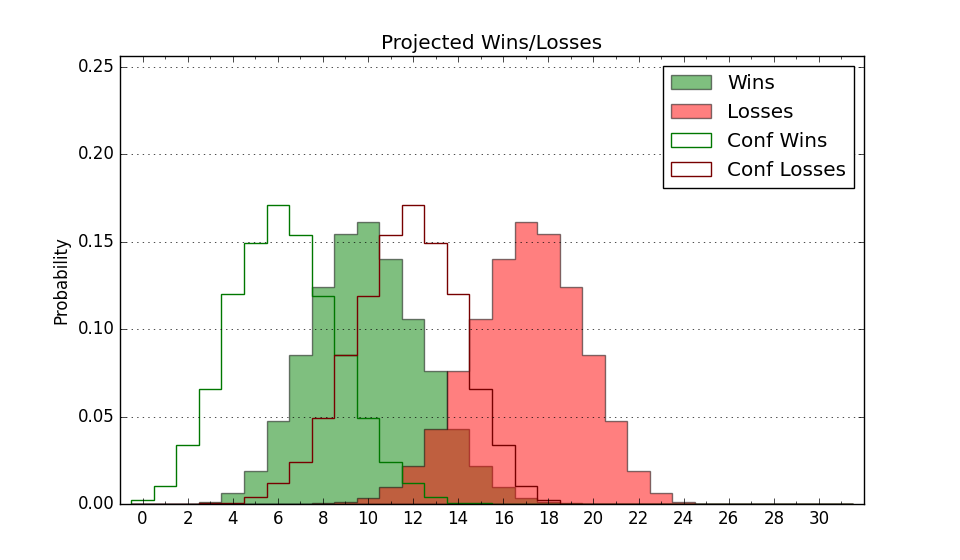 Projected Wins/Losses
Wins
Losses
Conf Wins
Conf Losses
Probability
0.25
0.20
0.15
0.10
0.05
0.00
0 2 4 6 8 10 12 14 16 18 20 22 24 26 28 30